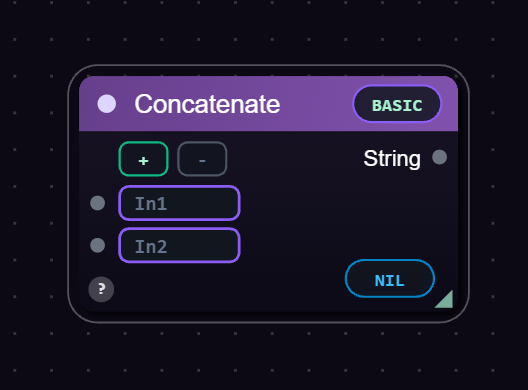 Concatenate BASIC
+ - String
In1
In2
? NIL